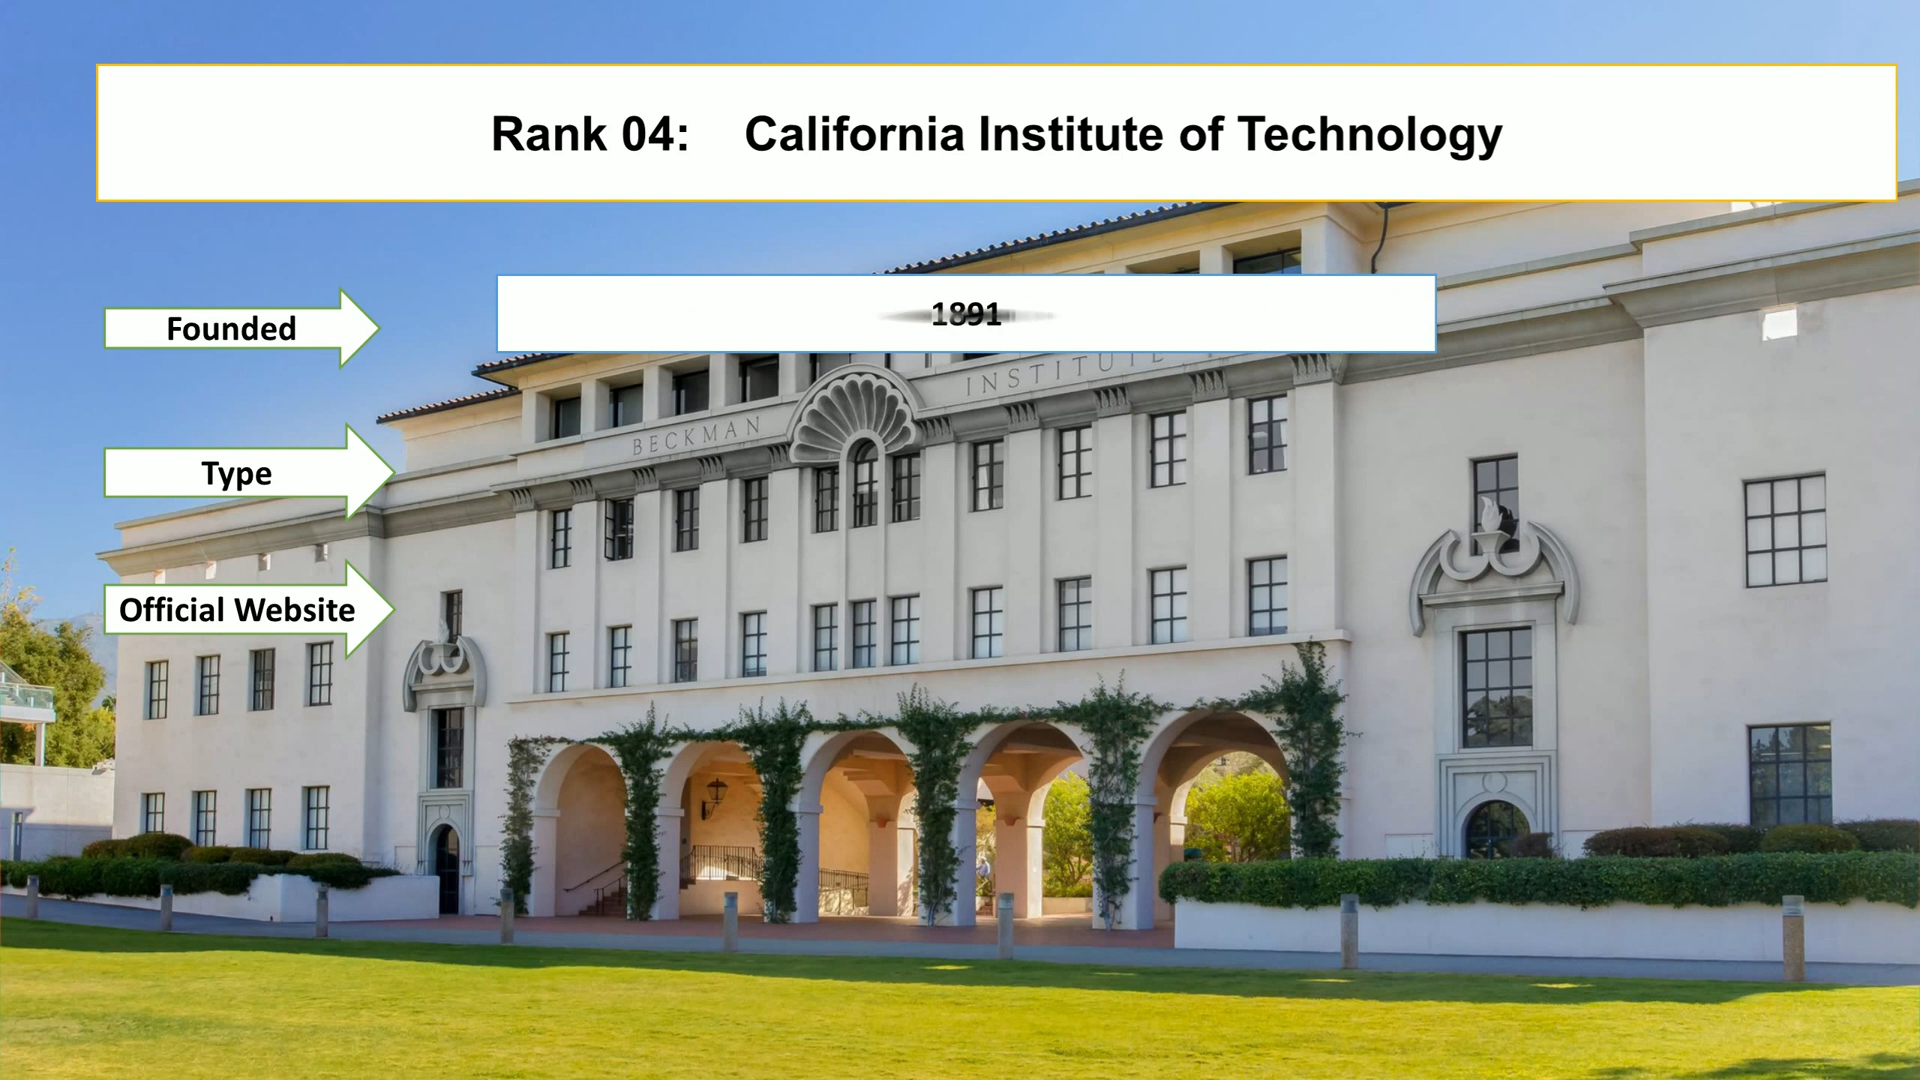 Rank 04: California Institute of Technology
Founded
1891
BECKMAN INSTITUTE
Type
Official Website